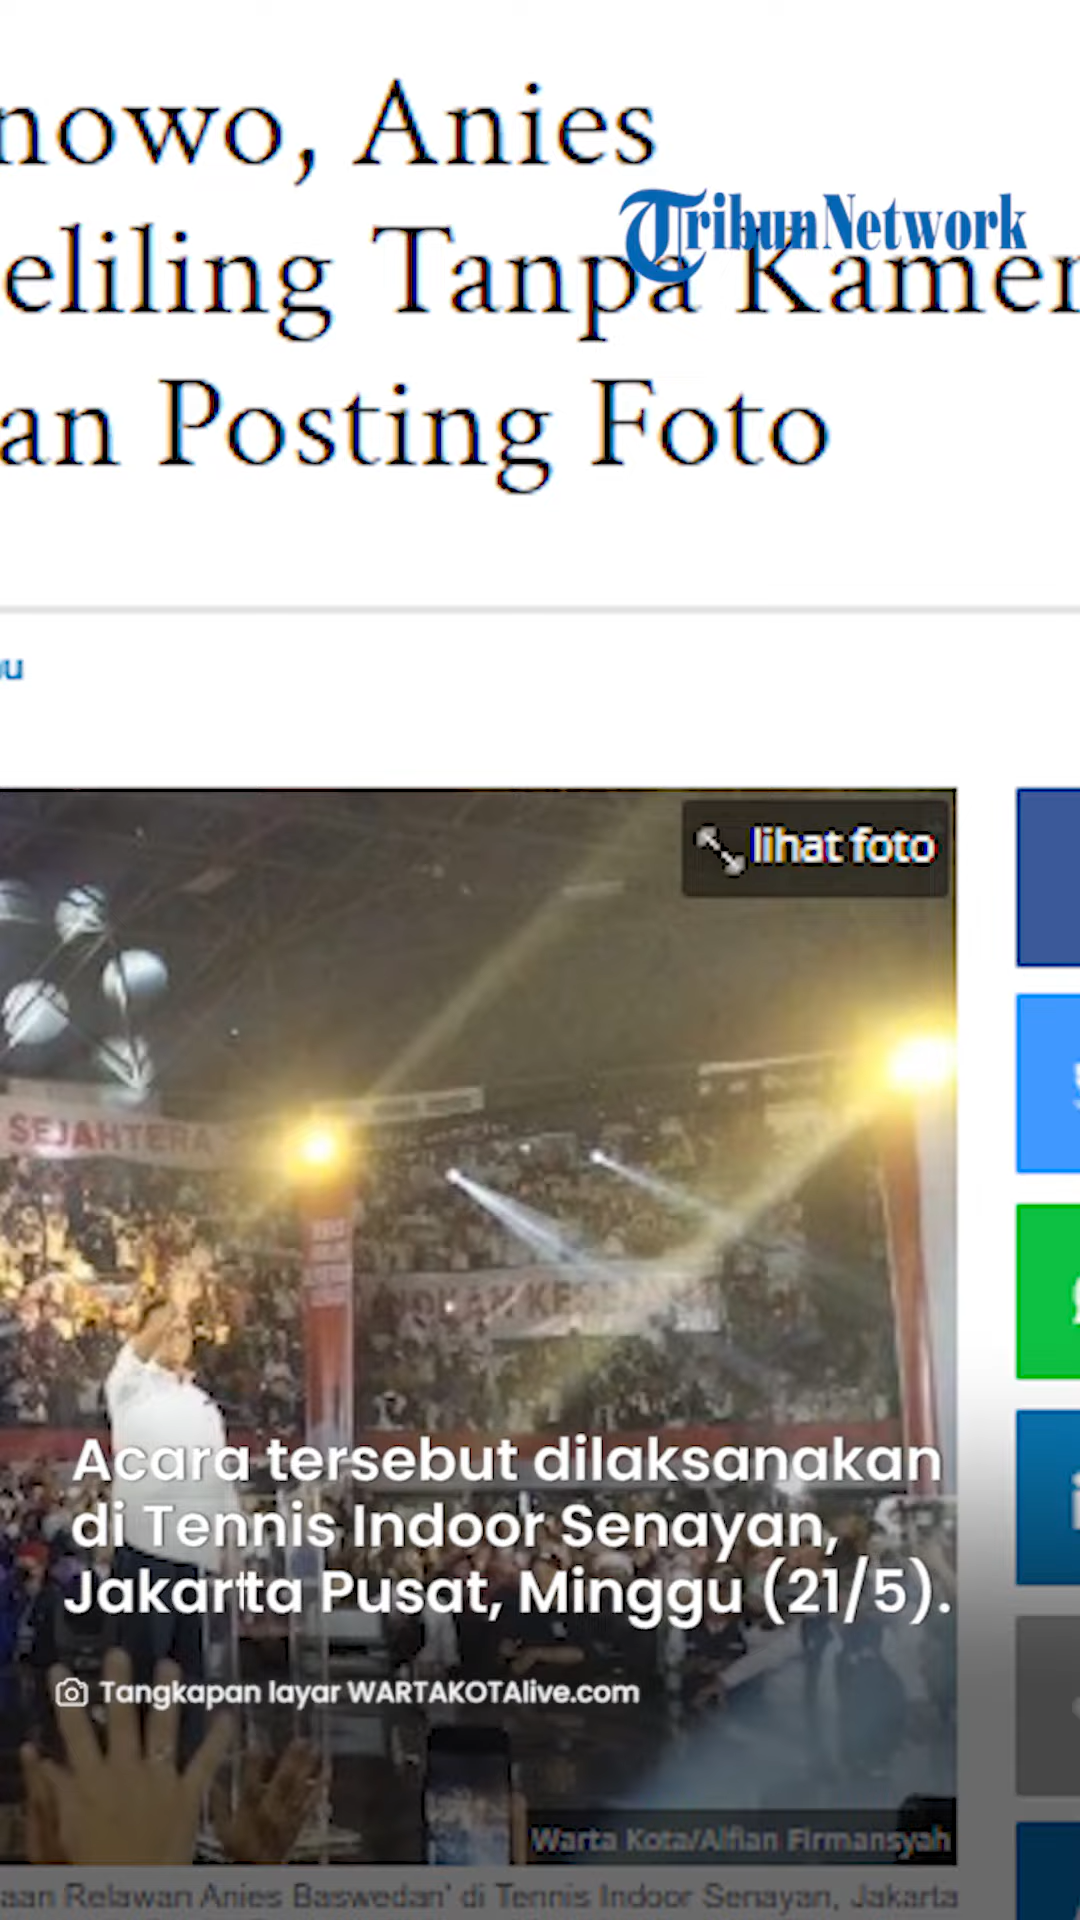 nowo, Anies
TribunNetwork
eliling Tanpa Kamer
an Posting Foto
lihat foto
SEJAHTERA
Acara tersebut dilaksanakan
di Tennis Indoor Senayan,
Jakarta Pusat, Minggu (21/5).
Tangkapan layar WARTAKOTAlive.com
Warta Kota/Alfian Firmansyah
aan Relawan Anies Baswedan' di Tennis Indoor Senayan, Jakarta